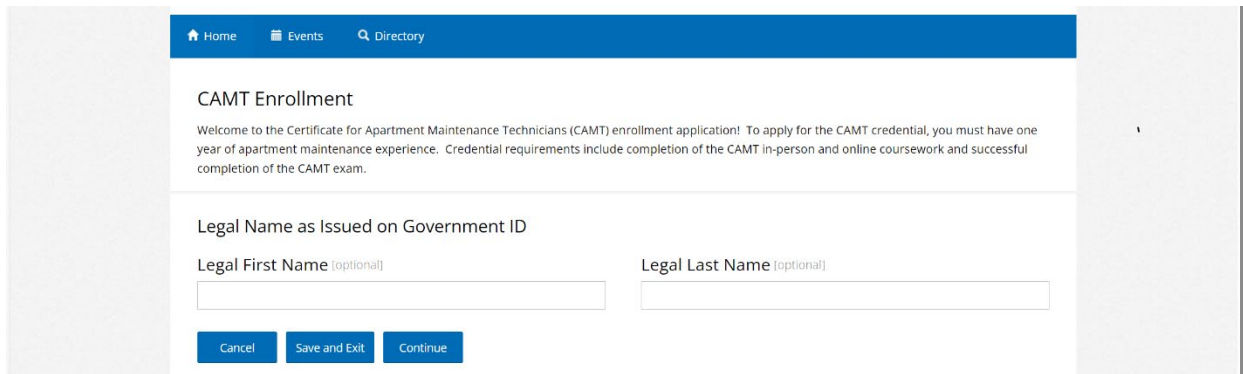 Home Events Directory
CAMT Enrollment
Welcome to the Certificate for Apartment Maintenance Technicians (CAMT) enrollment application! To apply for the CAMT credential, you must have one
year of apartment maintenance experience. Credential requirements include completion of the CAMT in-person and online coursework and successful
completion of the CAMT exam.
Legal Name as Issued on Government ID
Legal First Name [optional] Legal Last Name [optional]
Cancel Save and Exit Continue